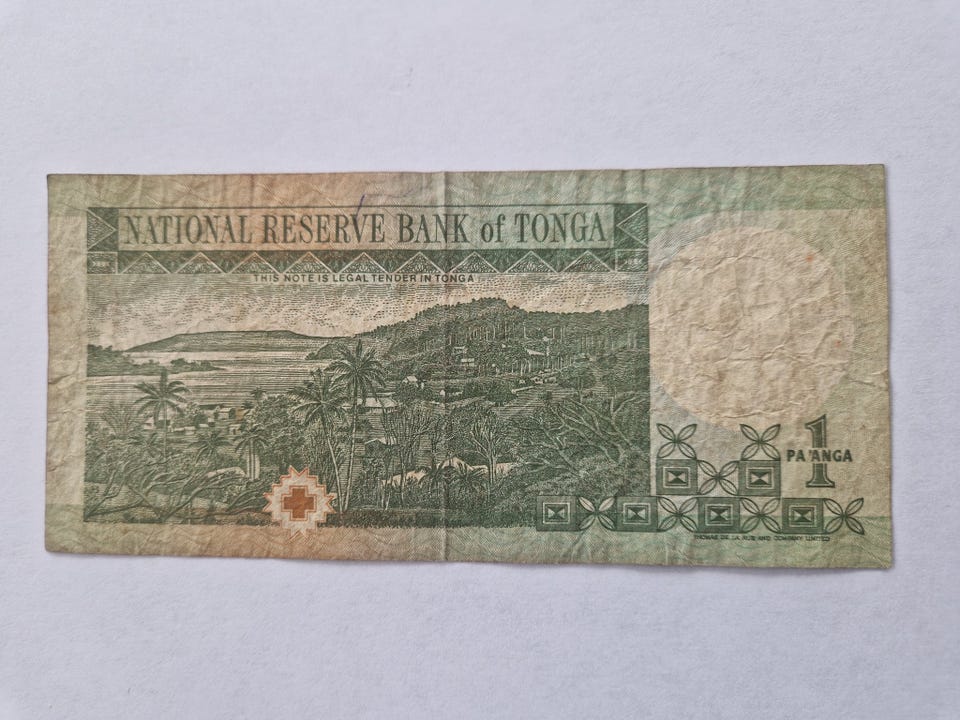 NATIONAL RESERVE BANK of TONGA
THIS NOTE IS LEGAL TENDER IN TONGA
1
PA'ANGA
THOMAS DE LA RUE AND COMPANY LIMITED